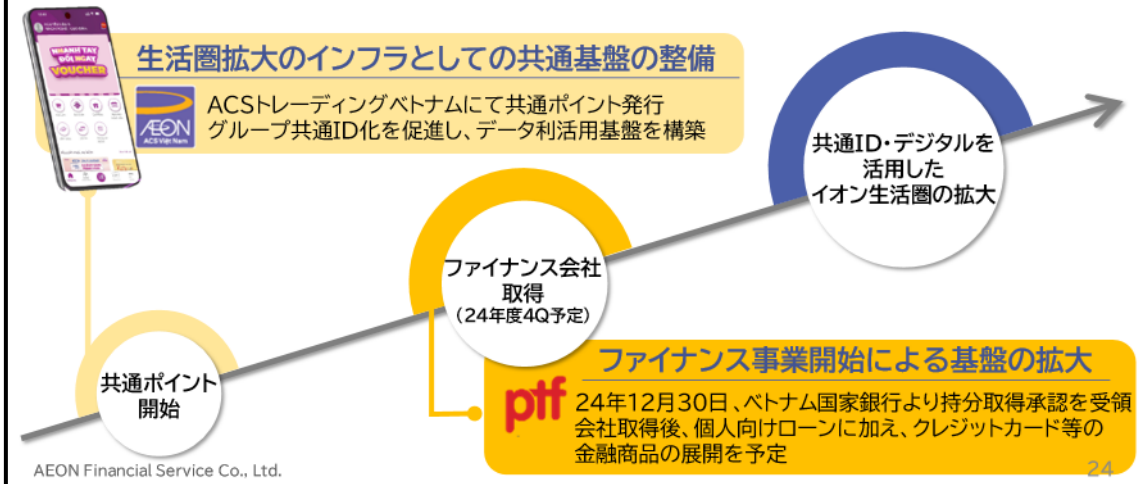 NHANH TAY
ĐỔI NGAY
VOUCHER
生活圏拡大のインフラとしての共通基盤の整備
AEON
ACS Việt Nam
ACSトレーディングベトナムにて共通ポイント発行
グループ共通ID化を促進し、データ利活用基盤を構築
共通ID・デジタルを
活用した
イオン生活圏の拡大
ファイナンス会社
取得
(24年度4Q予定)
共通ポイント
開始
ファイナンス事業開始による基盤の拡大
ptf
24年12月30日、ベトナム国家銀行より持分取得承認を受領
会社取得後、個人向けローンに加え、クレジットカード等の
金融商品の展開を予定
AEON Financial Service Co., Ltd.
24